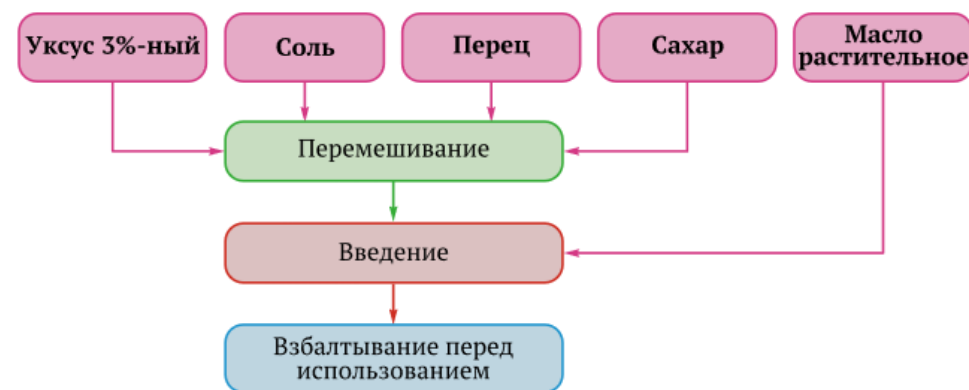 Уксус 3%-ный
Соль
Перец
Сахар
Масло
растительное
Перемешивание
Введение
Взбалтывание перед
использованием